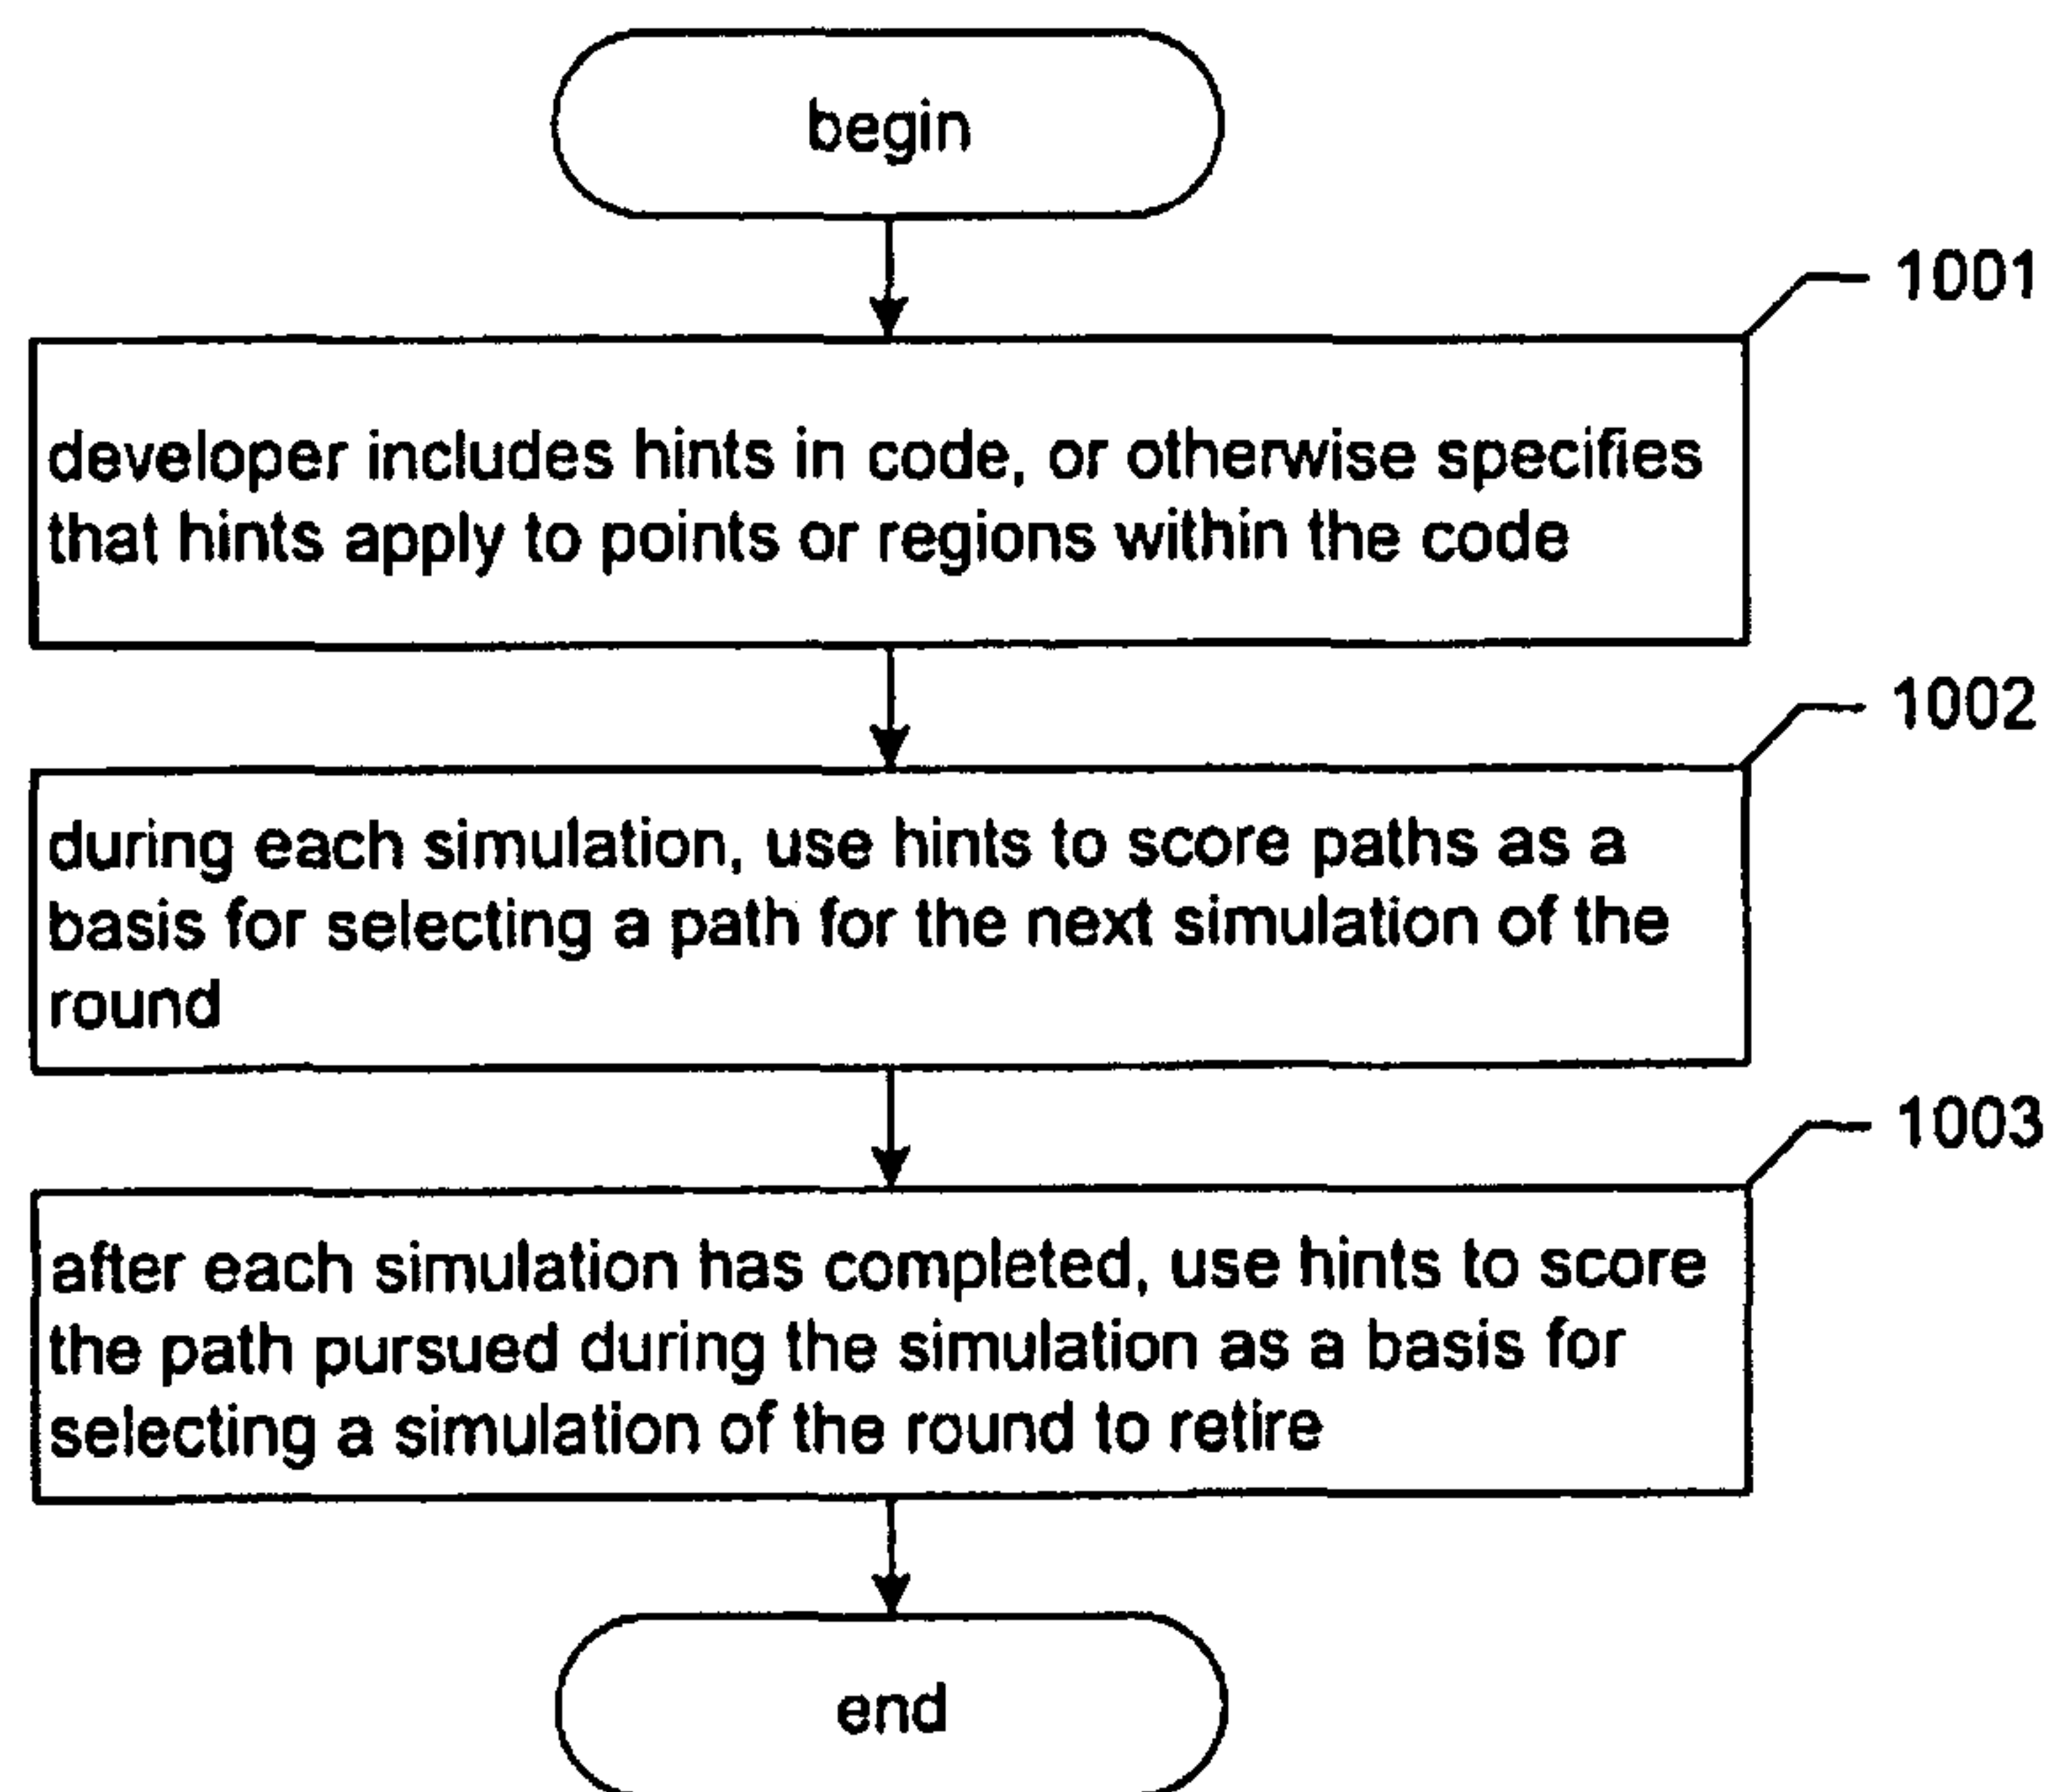 begin
1001
developer includes hints in code, or otherwise specifies
that hints apply to points or regions within the code
1002
during each simulation, use hints to score paths as a
basis for selecting a path for the next simulation of the
round
1003
after each simulation has completed, use hints to score
the path pursued during the simulation as a basis for
selecting a simulation of the round to retire
end